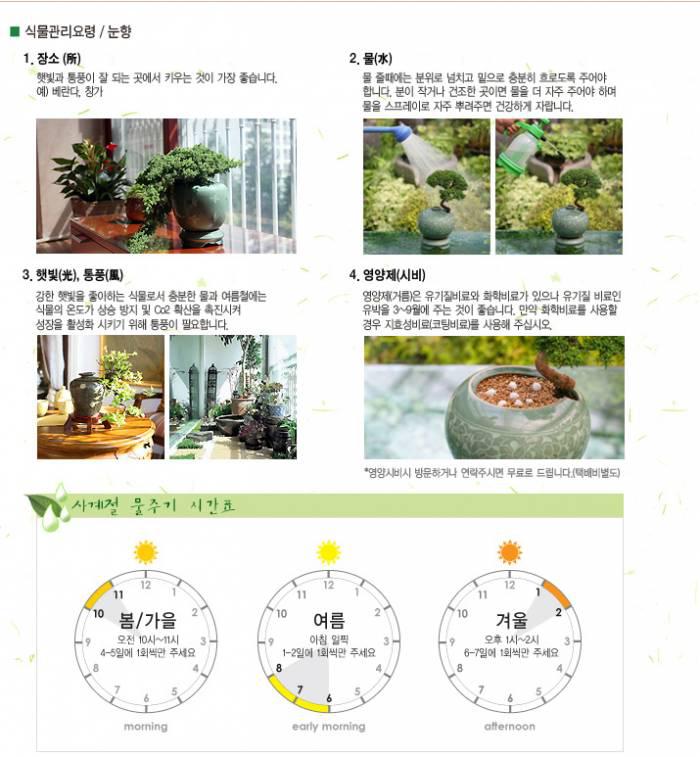 식물관리요령 / 눈향
1. 장소 (所)
햇빛과 통풍이 잘 되는 곳에서 키우는 것이 가장 좋습니다.
예) 베란다, 창가
2. 물(水)
물 줄때에는 분위로 넘치고 밑으로 충분히 흐르도록 주어야
합니다. 분이 작거나 건조한 곳이면 물을 더 자주 주어야 하며
물을 스프레이로 자주 뿌려주면 건강하게 자랍니다.
3. 햇빛(光), 통풍(風)
강한 햇빛을 좋아하는 식물로서 충분한 물과 여름철에는
식물의 온도가 상승 방지 및 Co2 확산을 촉진시켜
성장을 활성화 시키기 위해 통풍이 필요합니다.
4. 영양제(시비)
영양제(거름)은 유기질비료와 화학비료가 있으나 유기질 비료인
유박을 3~9월에 주는 것이 좋습니다. 만약 화학비료를 사용할
경우 지효성비료(코팅비료)를 사용해 주십시오.
*영양시비시 방문하거나 연락주시면 무료로 드립니다.(택배비별도)
사계절 물주기 시간표
12
11
1
10
2
9
3
8
4
7
5
6
봄/가을
오전 10시~11시
4~5일에 1회씩만 주세요
morning
12
11
1
10
2
9
3
8
4
7
5
6
여름
아침 일찍
1~2일에 1회씩만 주세요
early morning
12
11
1
10
2
9
3
8
4
7
5
6
겨울
오후 1시~2시
6~7일에 1회씩만 주세요
afternoon